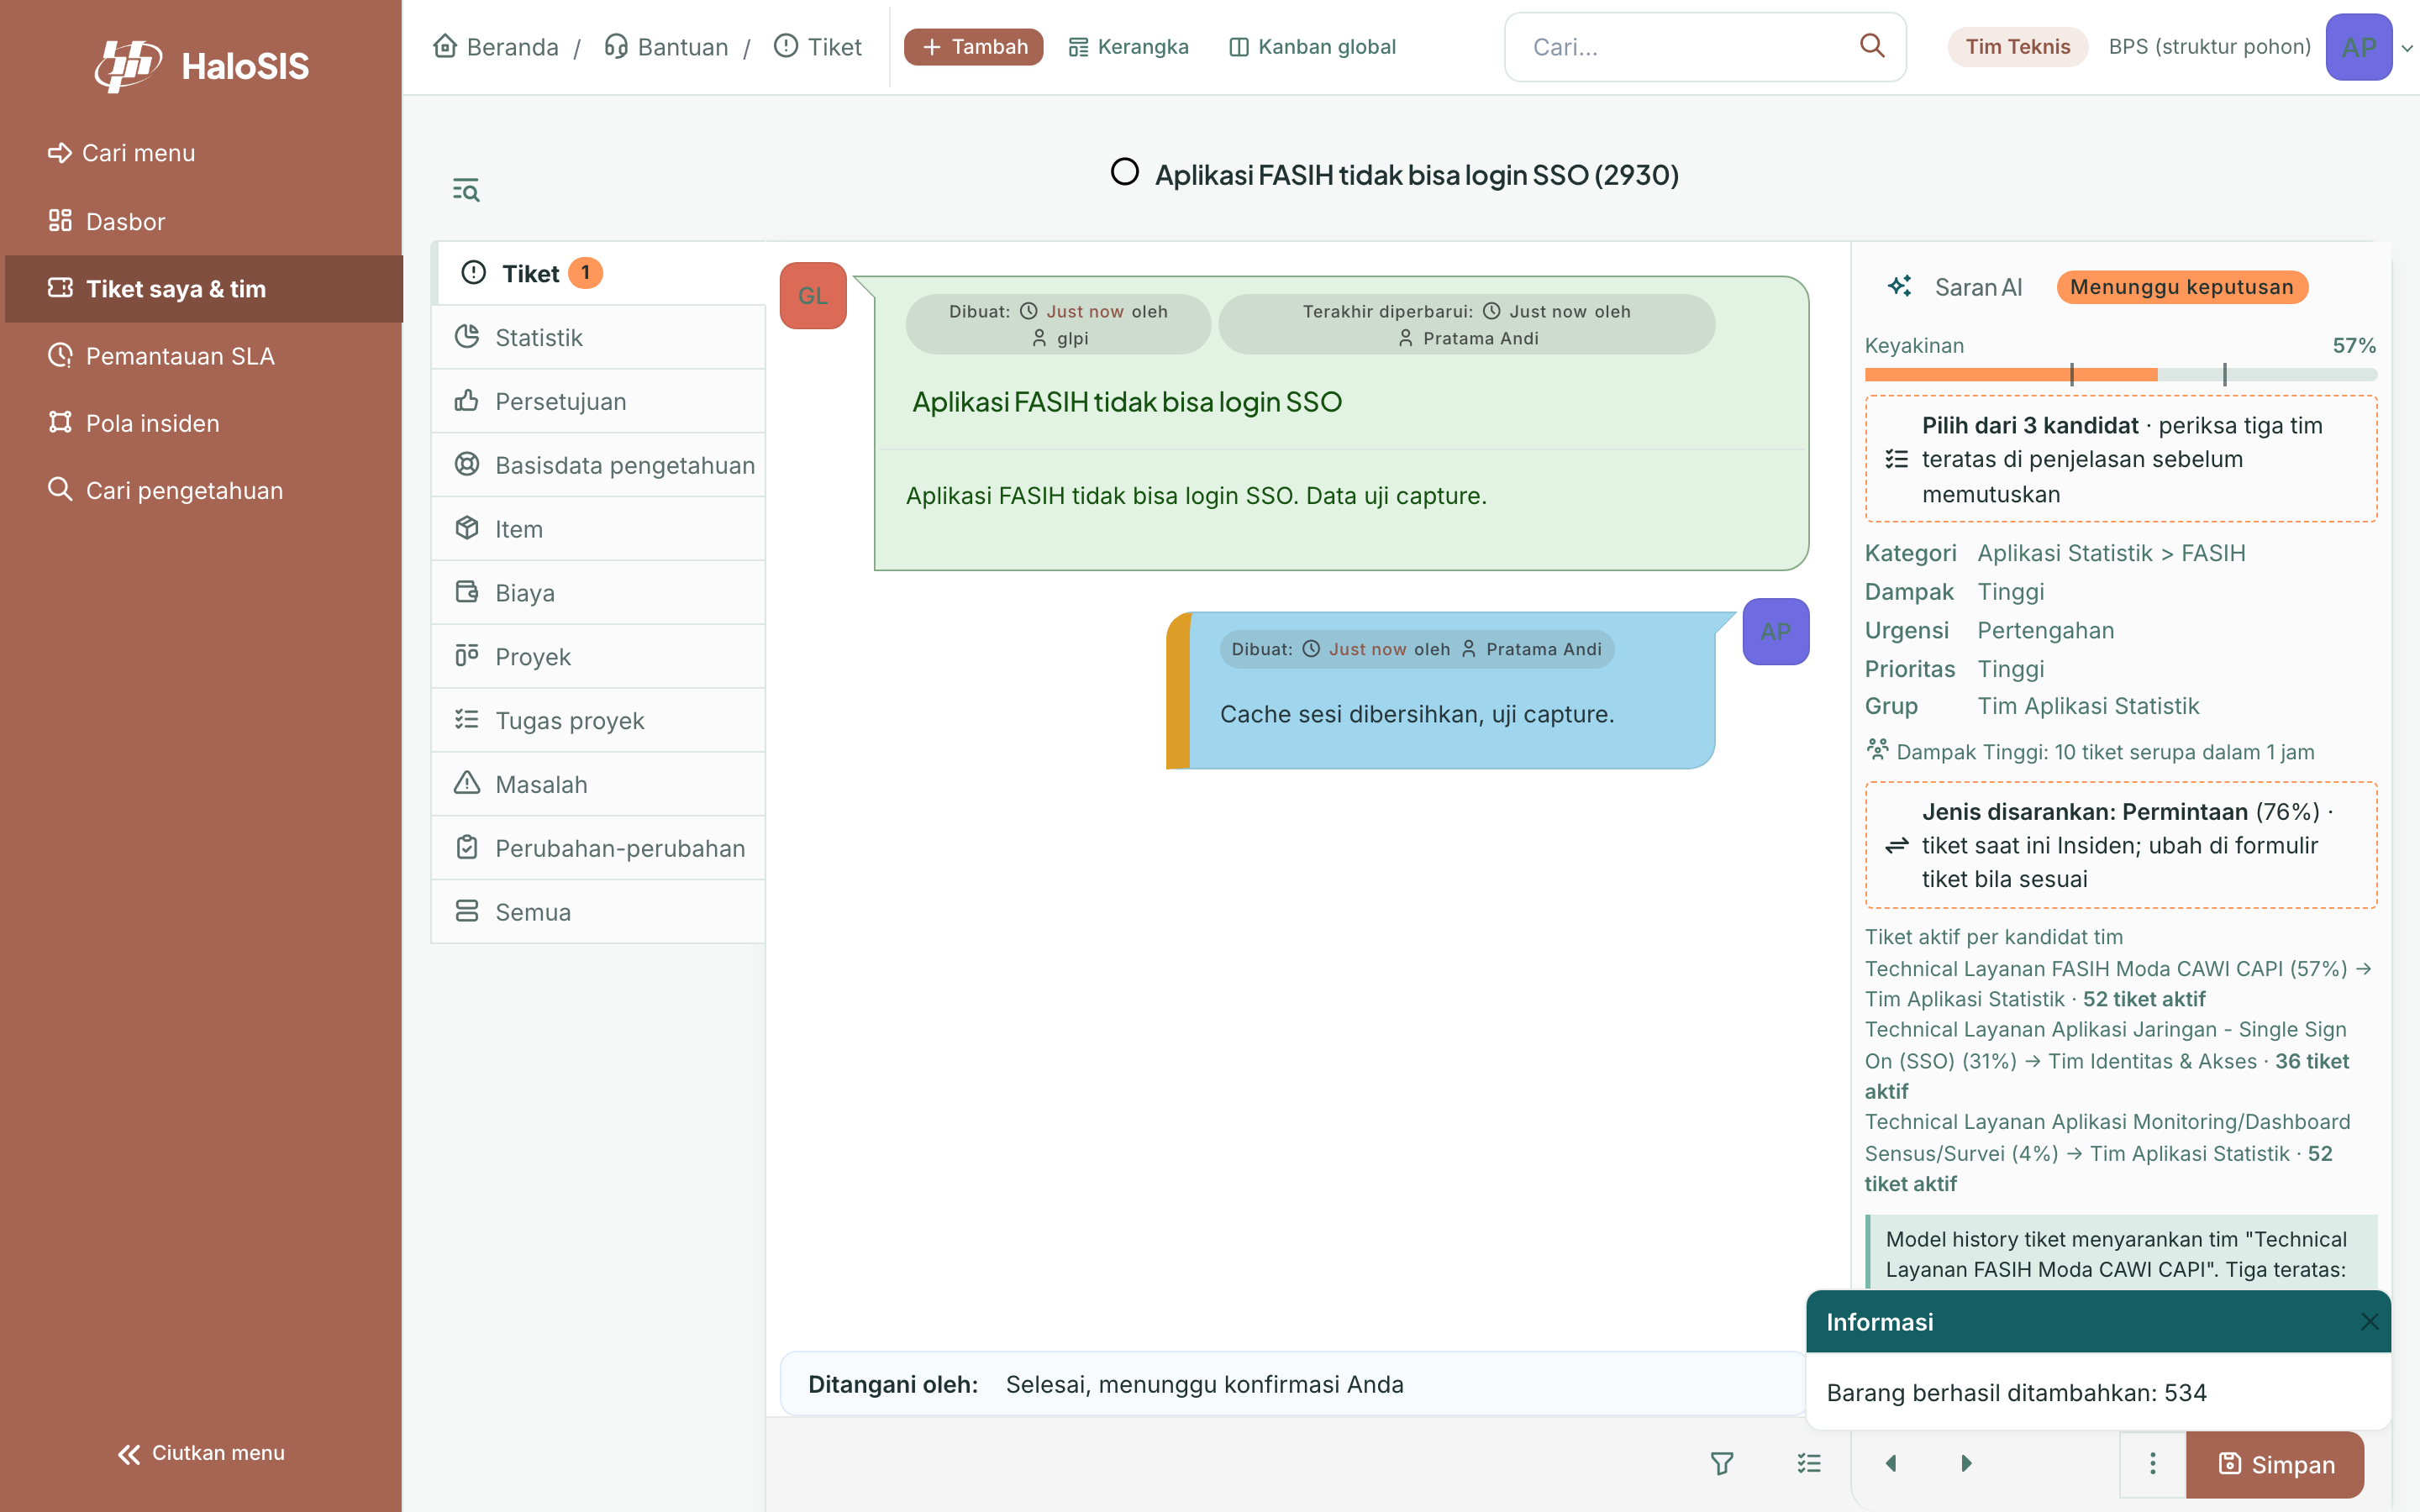 HaloSIS
Cari menu
Dasbor
Tiket saya & tim
Pemantauan SLA
Pola insiden
Cari pengetahuan
Ciutkan menu
Beranda / Bantuan / Tiket
Tambah
Kerangka
Kanban global
Cari...
Tim Teknis
BPS (struktur pohon)
AP
Aplikasi FASIH tidak bisa login SSO (2930)
Tiket 1
Statistik
Persetujuan
Basisdata pengetahuan
Item
Biaya
Proyek
Tugas proyek
Masalah
Perubahan-perubahan
Semua
GL
Dibuat: Just now oleh
glpi
Terakhir diperbarui: Just now oleh
Pratama Andi
Aplikasi FASIH tidak bisa login SSO
Aplikasi FASIH tidak bisa login SSO. Data uji capture.
AP
Dibuat: Just now oleh Pratama Andi
Cache sesi dibersihkan, uji capture.
Ditangani oleh: Selesai, menunggu konfirmasi Anda
Saran AI
Menunggu keputusan
Keyakinan 57%
Pilih dari 3 kandidat · periksa tiga tim
teratas di penjelasan sebelum
memutuskan
Kategori Aplikasi Statistik > FASIH
Dampak Tinggi
Urgensi Pertengahan
Prioritas Tinggi
Grup Tim Aplikasi Statistik
Dampak Tinggi: 10 tiket serupa dalam 1 jam
Jenis disarankan: Permintaan (76%) ·
tiket saat ini Insiden; ubah di formulir
tiket bila sesuai
Tiket aktif per kandidat tim
Technical Layanan FASIH Moda CAWI CAPI (57%) →
Tim Aplikasi Statistik · 52 tiket aktif
Technical Layanan Aplikasi Jaringan - Single Sign
On (SSO) (31%) → Tim Identitas & Akses · 36 tiket
aktif
Technical Layanan Aplikasi Monitoring/Dashboard
Sensus/Survei (4%) → Tim Aplikasi Statistik · 52
tiket aktif
Model history tiket menyarankan tim "Technical
Layanan FASIH Moda CAWI CAPI". Tiga teratas:
Informasi
Barang berhasil ditambahkan: 534
Simpan